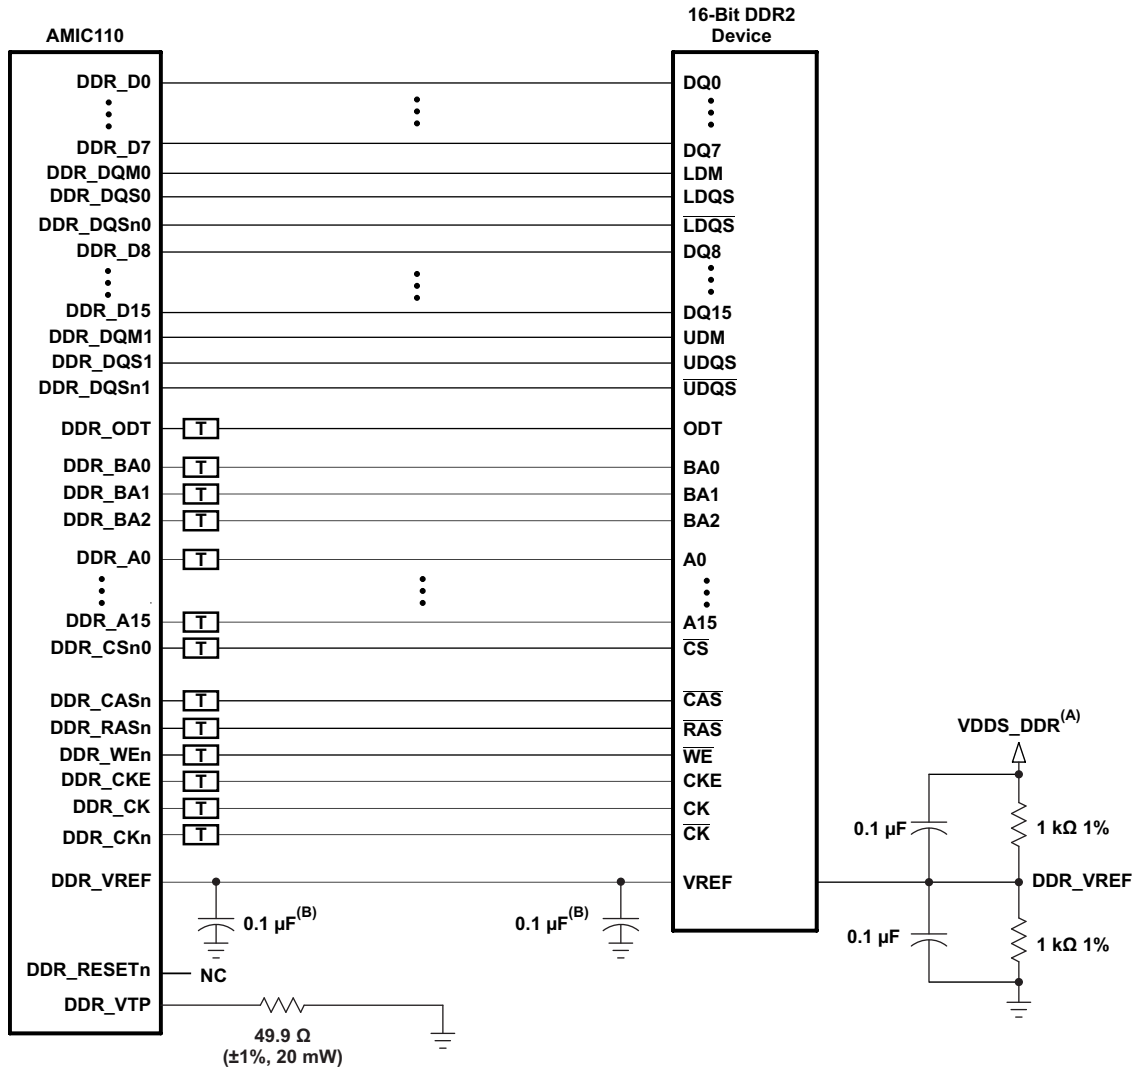 AMIC110
16-Bit DDR2
Device
DDR_D0
DQ0
DDR_D7
DQ7
DDR_DQM0
LDM
DDR_DQS0
LDQS
DDR_DQSn0
LDQS
DDR_D8
DQ8
DDR_D15
DQ15
DDR_DQM1
UDM
DDR_DQS1
UDQS
DDR_DQSn1
UDQS
DDR_ODT T ODT
DDR_BA0 T BA0
DDR_BA1 T BA1
DDR_BA2 T BA2
DDR_A0 T A0
DDR_A15 T A15
DDR_CSn0 T CS
DDR_CASn T CAS
DDR_RASn T RAS
DDR_WEn T WE
DDR_CKE T CKE
DDR_CK T CK
DDR_CKn T CK
DDR_VREF
VREF
0.1 µF(B)
0.1 µF(B)
VDDS_DDR(A)
0.1 µF
1 kΩ 1%
DDR_VREF
0.1 µF
1 kΩ 1%
DDR_RESETn
NC
DDR_VTP
49.9 Ω
(±1%, 20 mW)